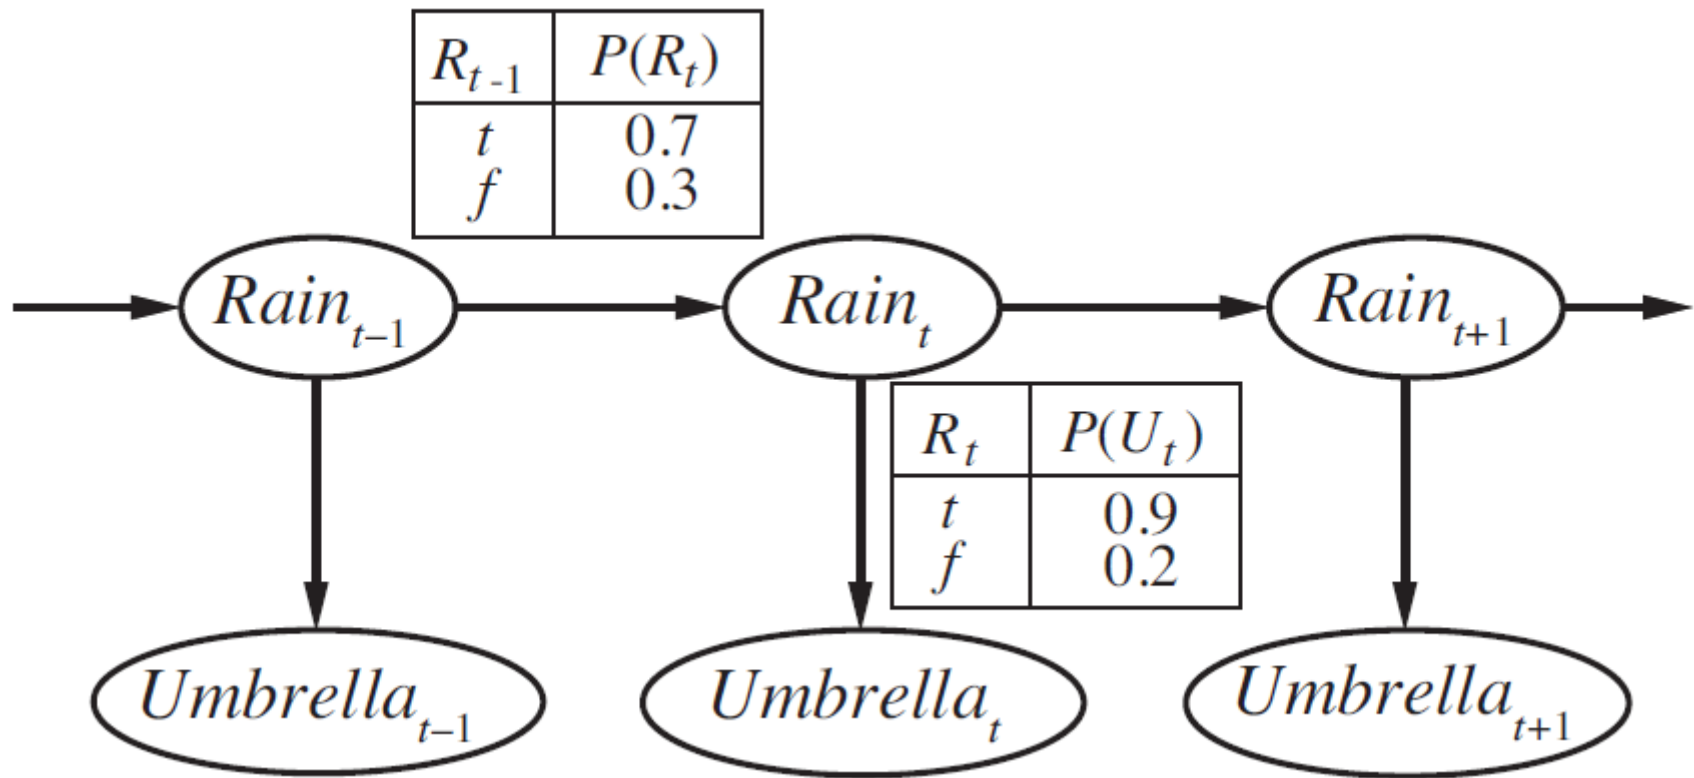 R_{t-1} P(R_t)
t 0.7
f 0.3
Rain_{t-1} Rain_t Rain_{t+1}
R_t P(U_t)
t 0.9
f 0.2
Umbrella_{t-1} Umbrella_t Umbrella_{t+1}